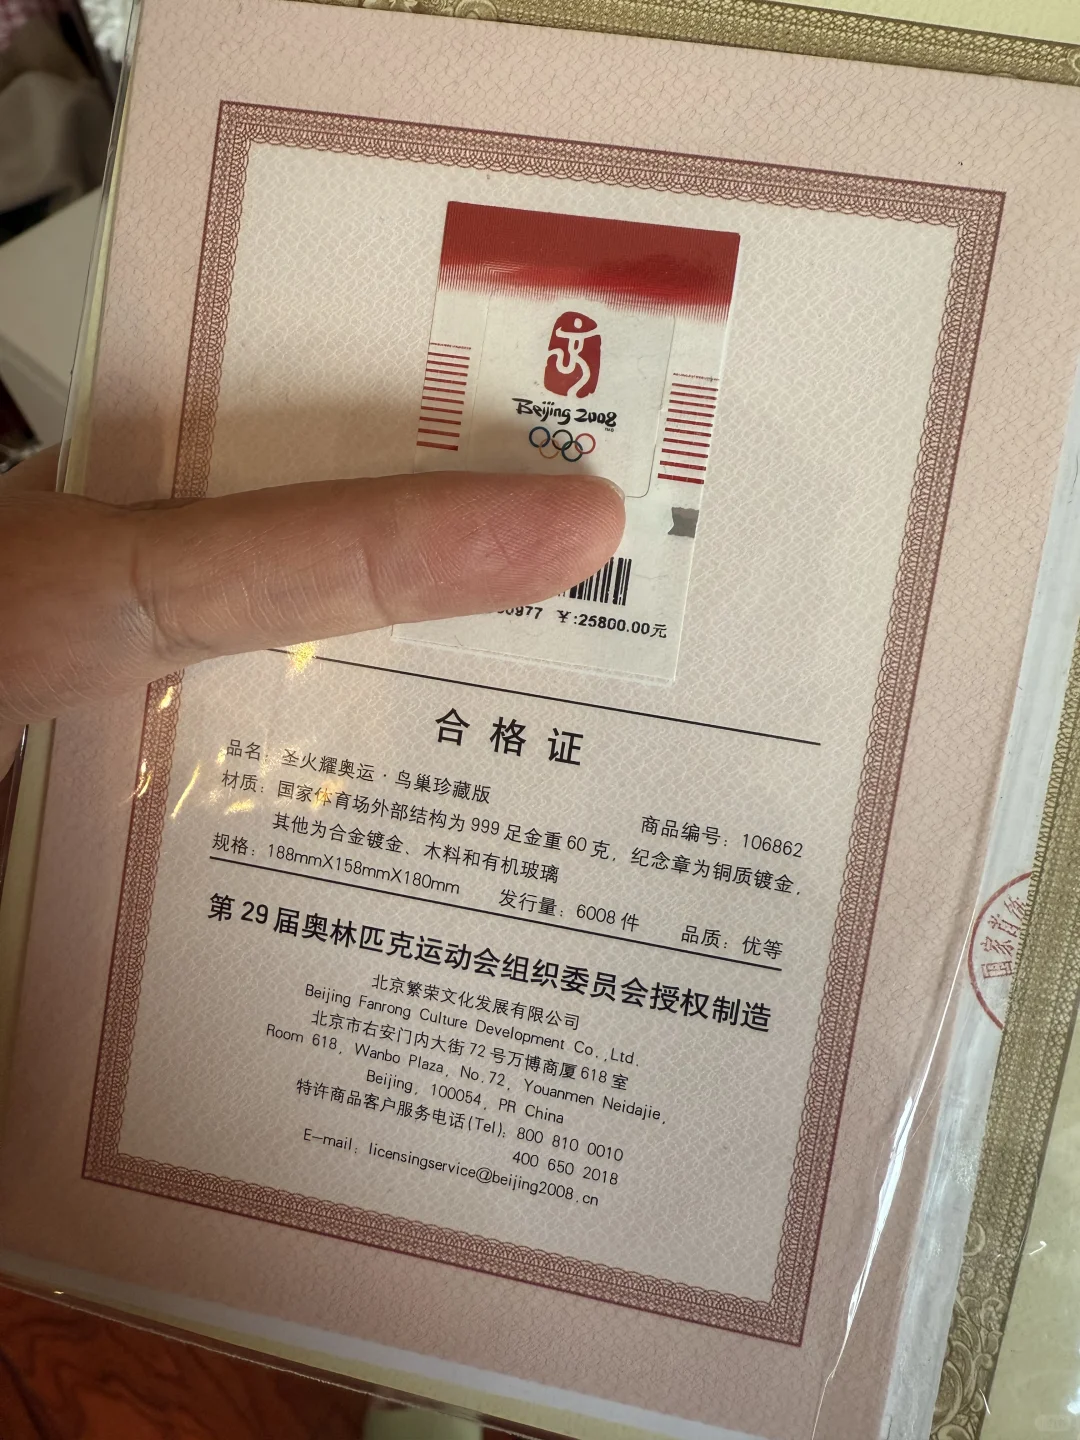 Beijing 2008
00977 ￥:25800.00元
合格证
品名：圣火耀奥运·鸟巢珍藏版
商品编号：106862
材质：国家体育场外部结构为999足金重60克，纪念章为铜质镀金，
其他为合金镀金、木料和有机玻璃
规格：188mmX158mmX180mm 发行量：6008件 品质：优等
第29届奥林匹克运动会组织委员会授权制造
北京繁荣文化发展有限公司
Beijing Fanrong Culture Development Co.,Ltd.
北京市右安门内大街72号万博商厦618室
Room 618, Wanbo Plaza, No.72, Youanmen Neidajie,
Beijing, 100054, PR China
特许商品客户服务电话(Tel)：800 810 0010
400 650 2018
E-mail：licensingservice@beijing2008.cn
国家首饰